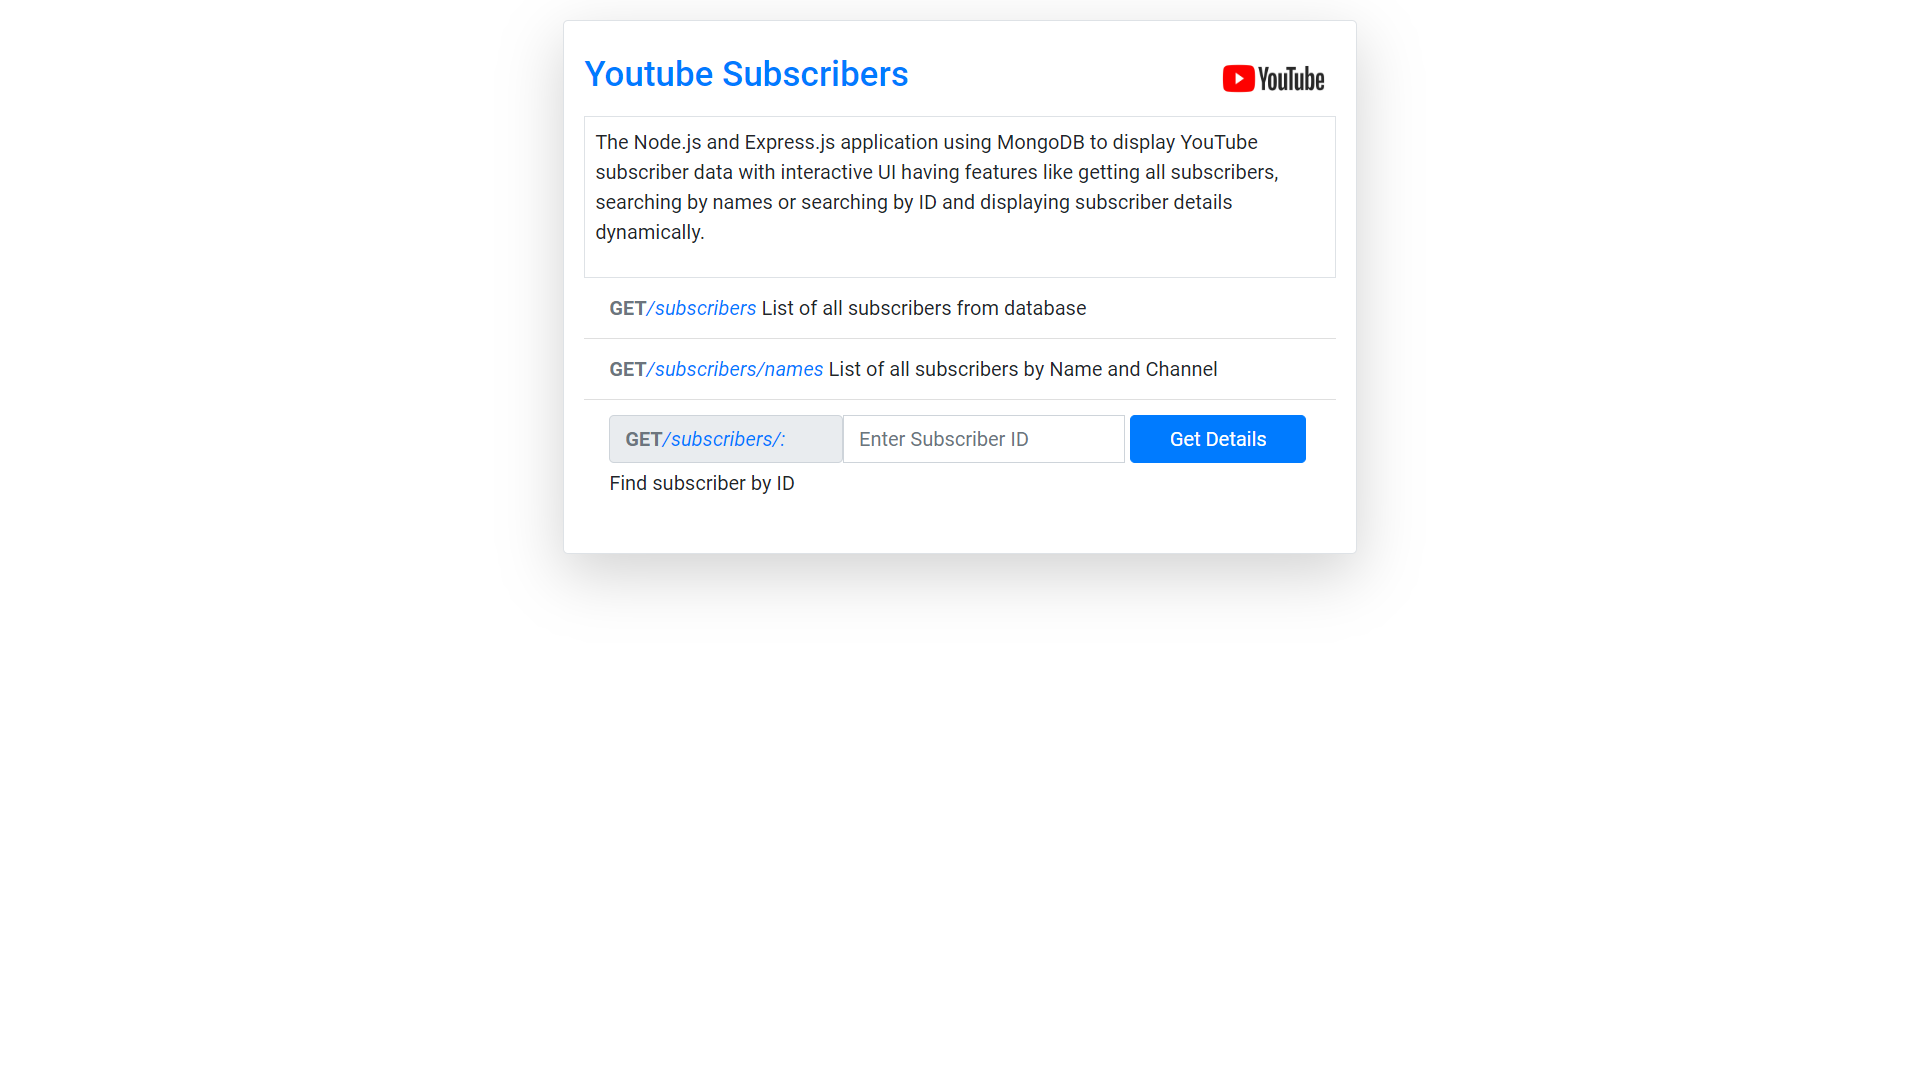 Youtube Subscribers
YouTube
The Node.js and Express.js application using MongoDB to display YouTube
subscriber data with interactive UI having features like getting all subscribers,
searching by names or searching by ID and displaying subscriber details
dynamically.
GET/subscribers List of all subscribers from database
GET/subscribers/names List of all subscribers by Name and Channel
GET/subscribers/: Enter Subscriber ID Get Details
Find subscriber by ID